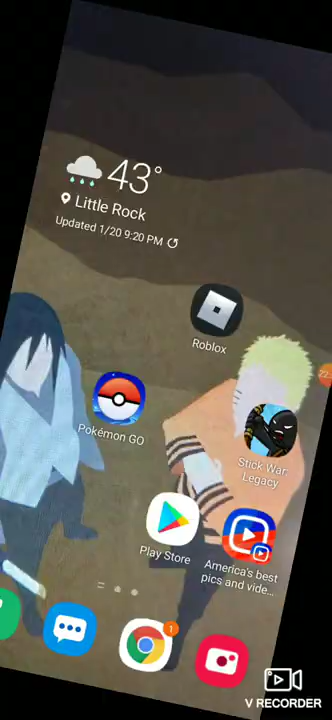 43°
Little Rock
Updated 1/20 9:20 PM
Roblox
Pokémon GO
Stick War:
Legacy
Play Store
America's best
pics and vide...
1
V RECORDER